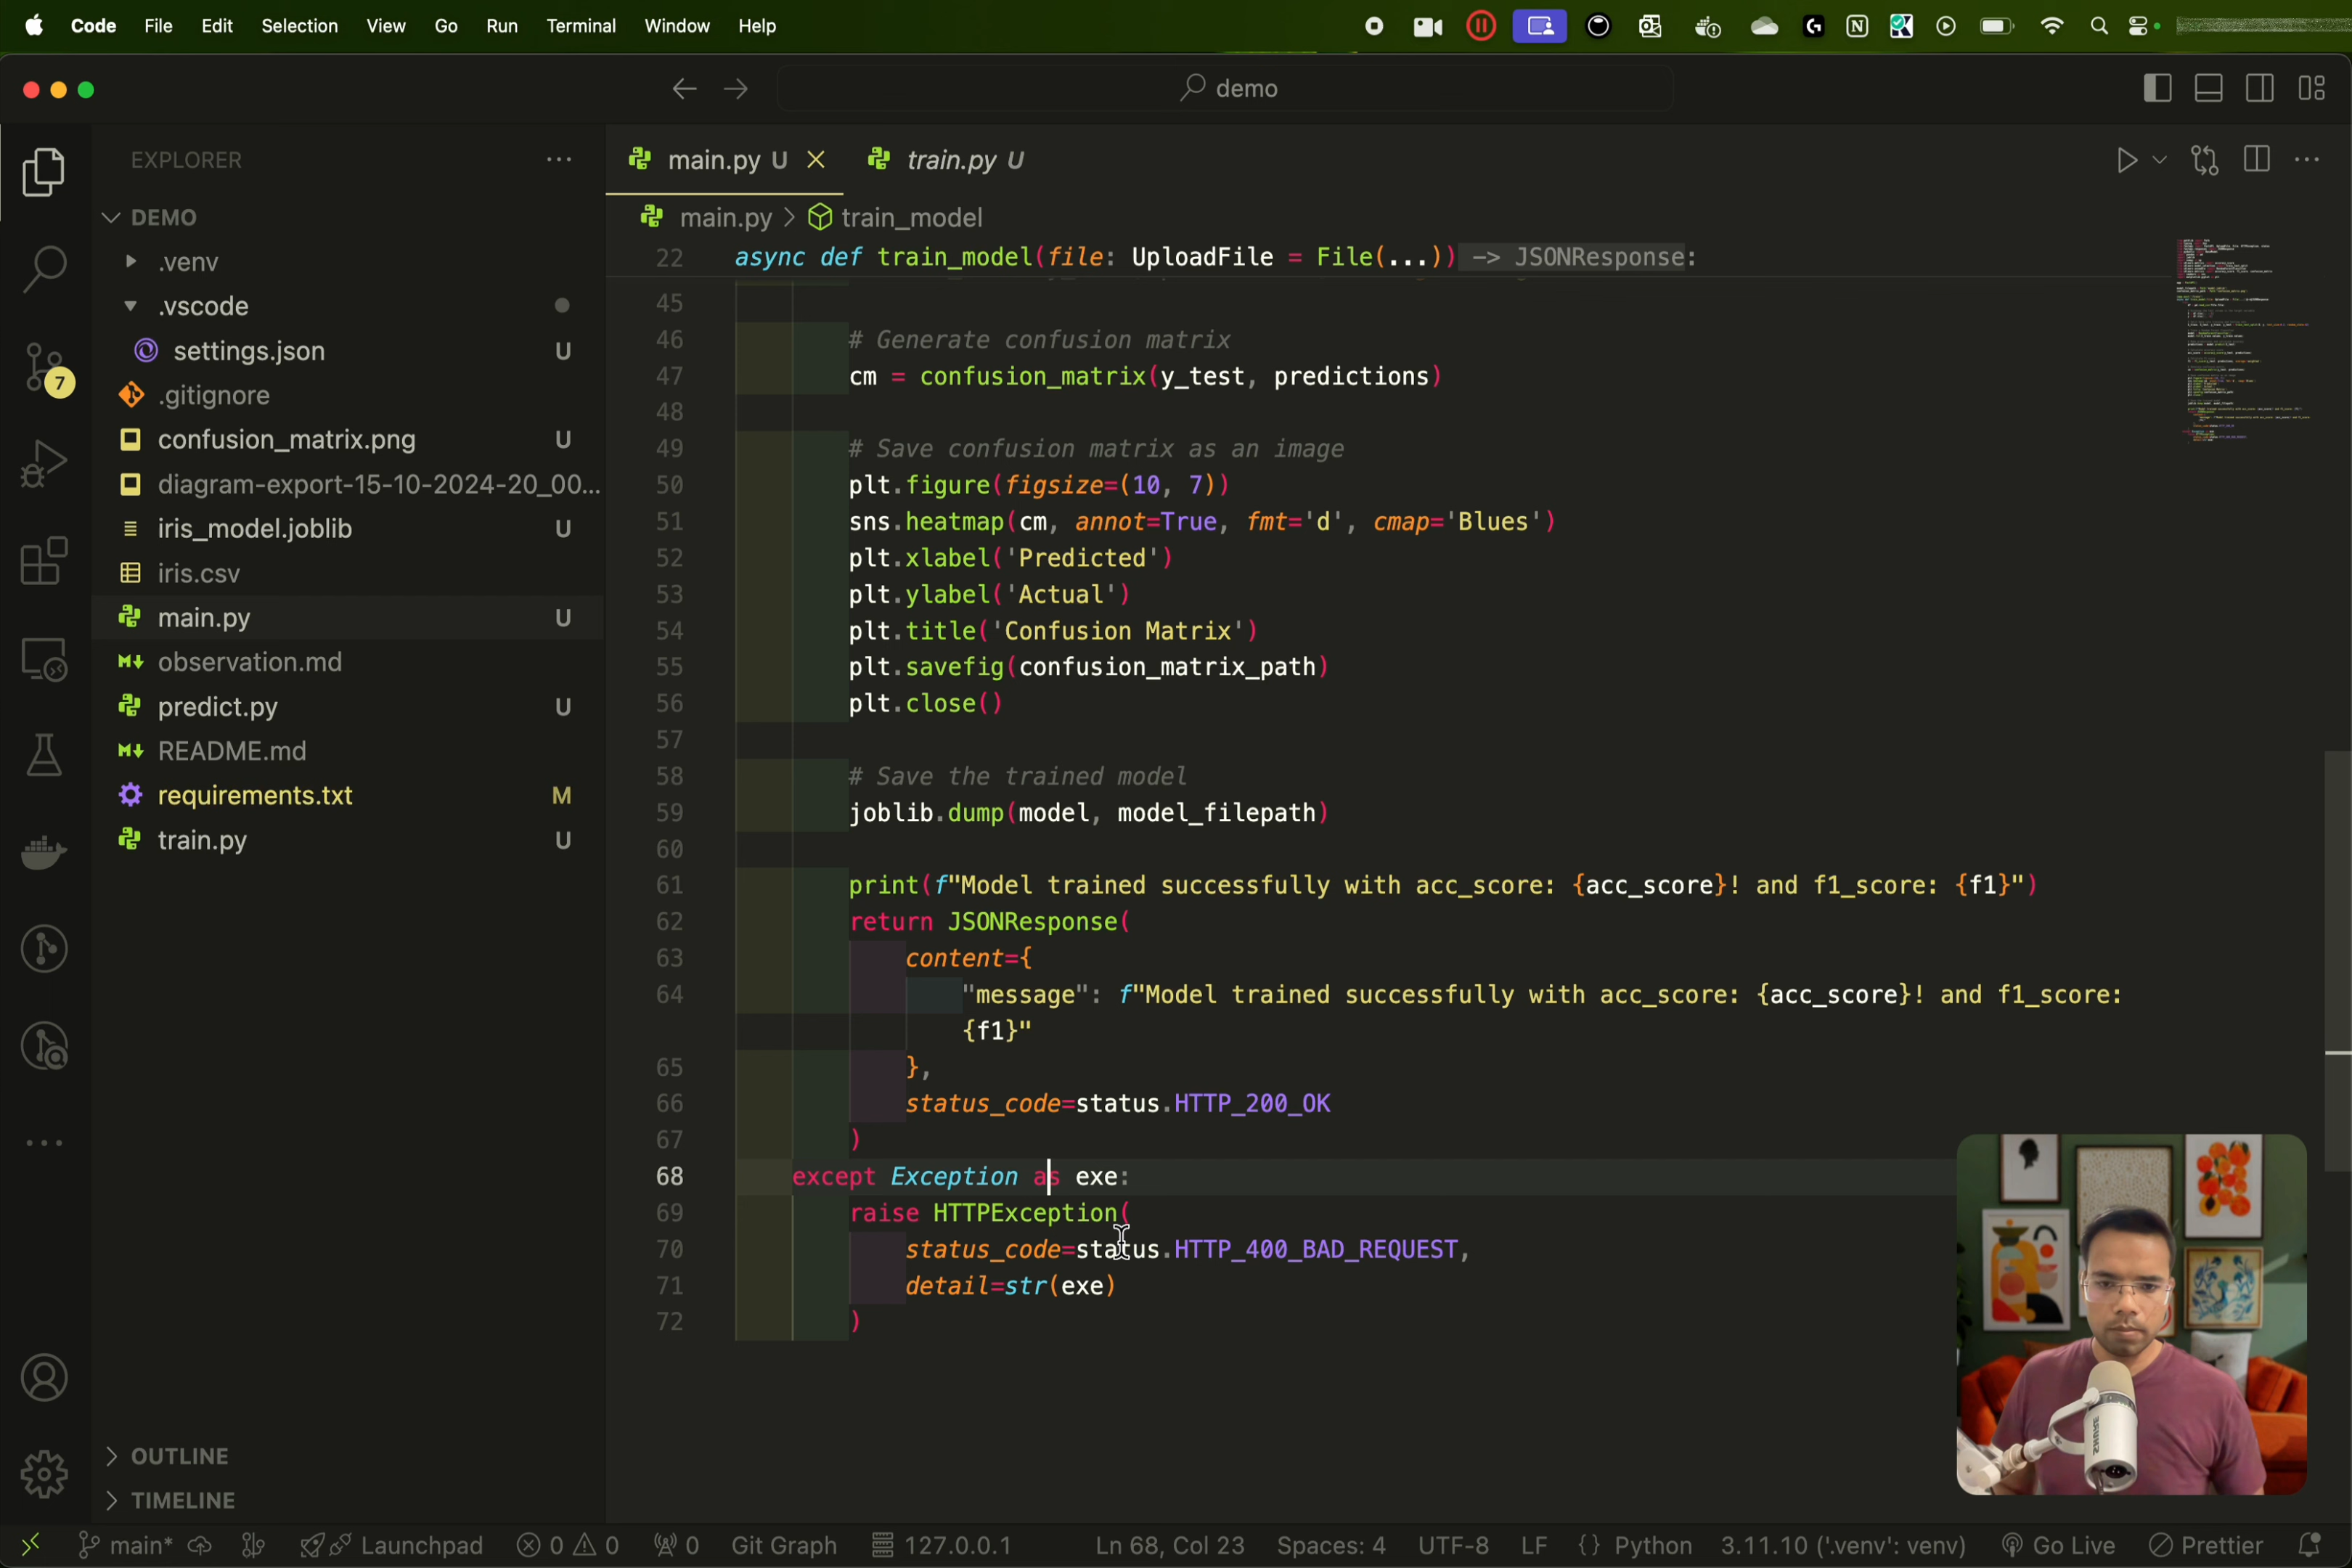 Code File Edit Selection View Go Run Terminal Window Help
demo
EXPLORER
DEMO
.venv
.vscode
settings.json U
.gitignore
confusion_matrix.png U
diagram-export-15-10-2024-20_00...
iris_model.joblib U
iris.csv
main.py U
observation.md
predict.py U
README.md
requirements.txt M
train.py U
OUTLINE
TIMELINE
7
main.py U
train.py U
main.py > train_model
22 async def train_model(file: UploadFile = File(...)) -> JSONResponse:
45
46 # Generate confusion matrix
47 cm = confusion_matrix(y_test, predictions)
48
49 # Save confusion matrix as an image
50 plt.figure(figsize=(10, 7))
51 sns.heatmap(cm, annot=True, fmt='d', cmap='Blues')
52 plt.xlabel('Predicted')
53 plt.ylabel('Actual')
54 plt.title('Confusion Matrix')
55 plt.savefig(confusion_matrix_path)
56 plt.close()
57
58 # Save the trained model
59 joblib.dump(model, model_filepath)
60
61 print(f"Model trained successfully with acc_score: {acc_score}! and f1_score: {f1}")
62 return JSONResponse(
63 content={
64 "message": f"Model trained successfully with acc_score: {acc_score}! and f1_score:
{f1}"
65 },
66 status_code=status.HTTP_200_OK
67 )
68 except Exception as exe:
69 raise HTTPException(
70 status_code=status.HTTP_400_BAD_REQUEST,
71 detail=str(exe)
72 )
main* Launchpad 0 0 0 Git Graph 127.0.0.1 Ln 68, Col 23 Spaces: 4 UTF-8 LF {} Python 3.11.10 ('.venv': venv) Go Live Prettier